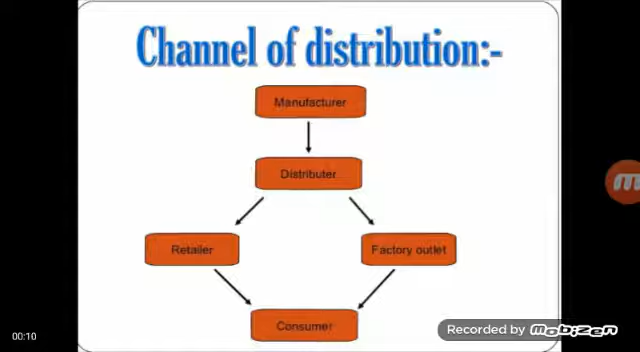 Channel of distribution:-
Manufacturer
Distributer
Retailer
Factory outlet
Consumer
00:10
Recorded by Mobizen